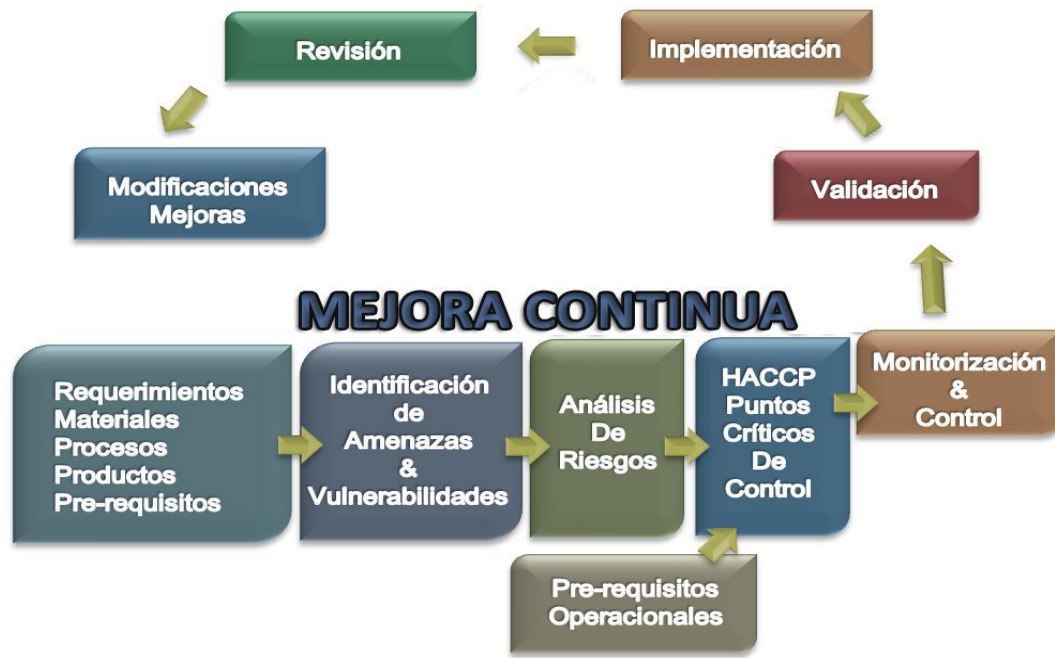 Revisión
Implementación
Modificaciones
Mejoras
Validación
MEJORA CONTINUA
Requerimientos
Materiales
Procesos
Productos
Pre-requisitos
Identificación
de
Amenazas
&
Vulnerabilidades
Análisis
De
Riesgos
HACCP
Puntos
Críticos
De
Control
Monitorización
&
Control
Pre-requisitos
Operacionales